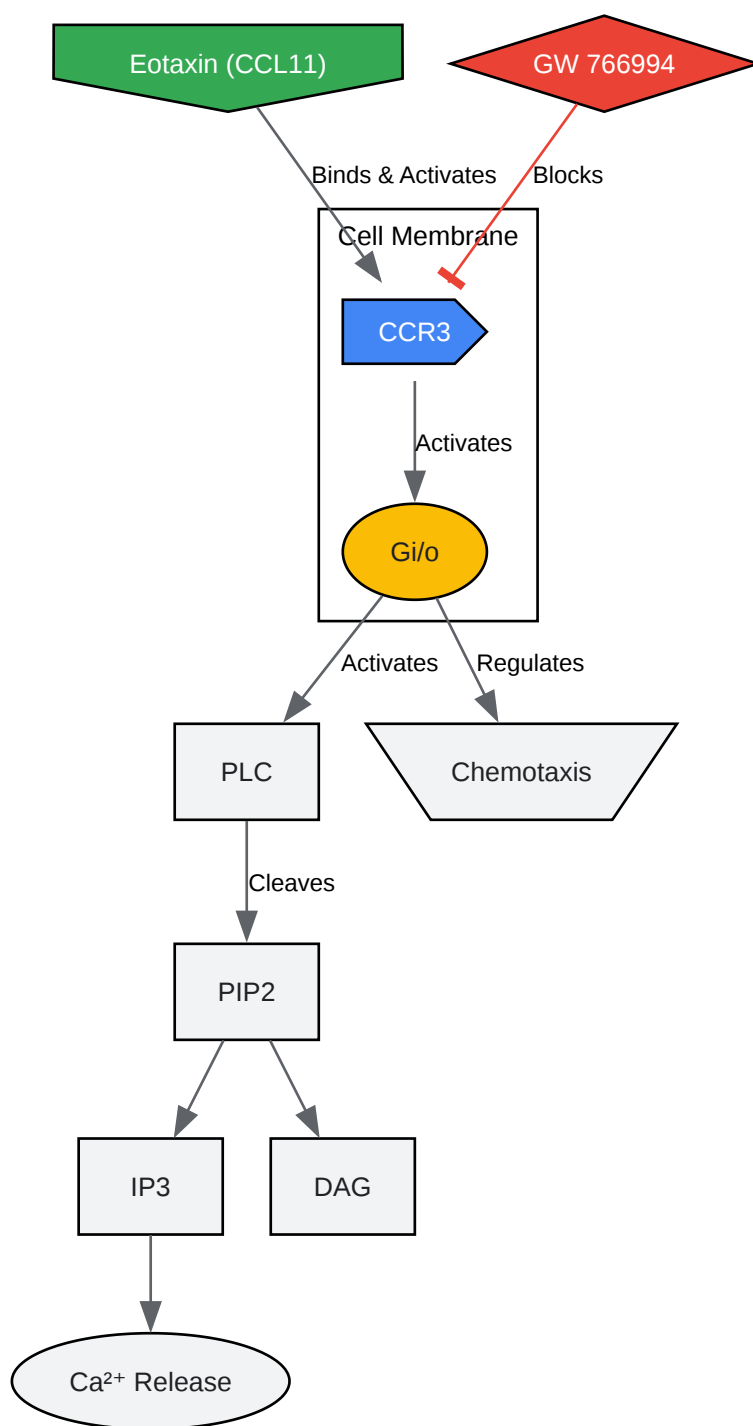 Eotaxin (CCL11)
GW 766994
Binds & Activates
Blocks
Cell Membrane
CCR3
Activates
Gi/o
Activates
Regulates
PLC
Chemotaxis
Cleaves
PIP2
IP3
DAG
Ca²⁺ Release